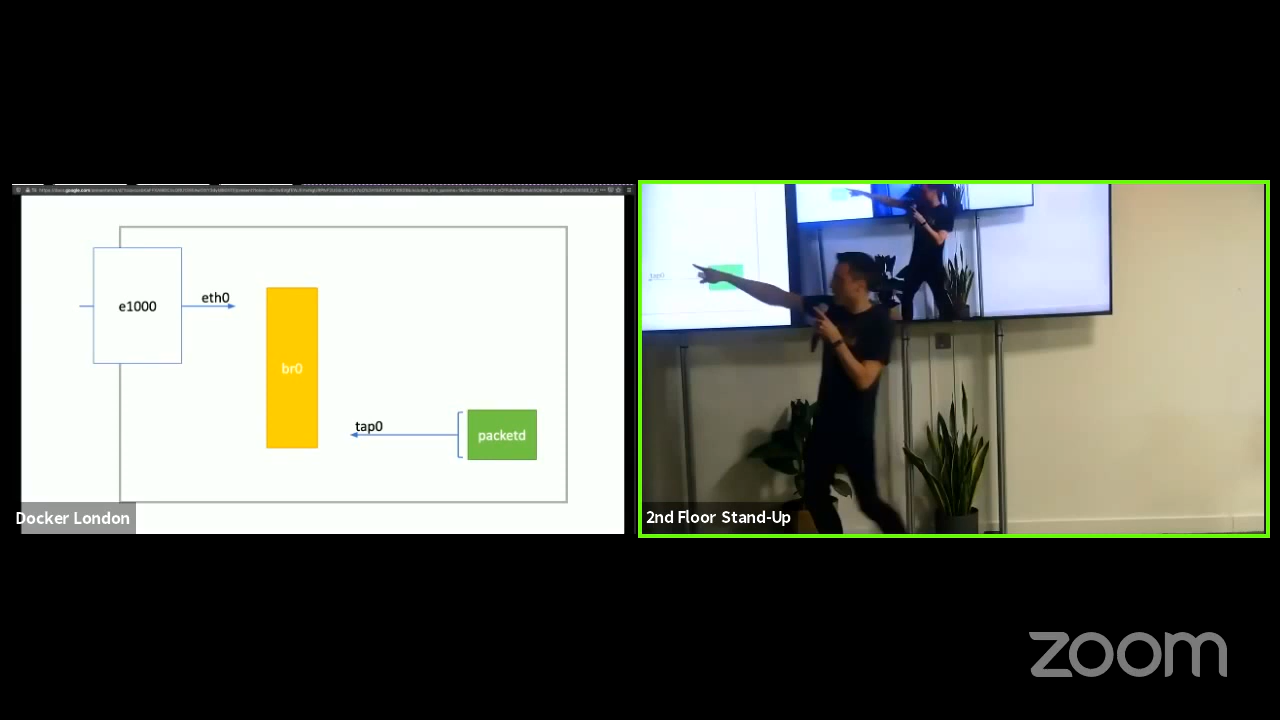 e1000
eth0
br0
tap0
packetd
Docker London
2nd Floor Stand-Up
zoom